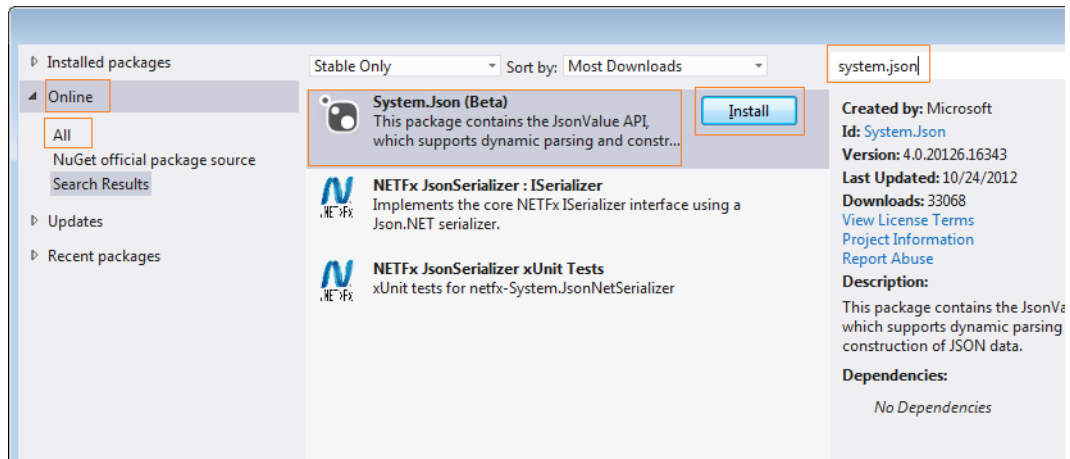 Installed packages
Online
All
NuGet official package source
Search Results
Updates
Recent packages
Stable Only
Sort by: Most Downloads
System.Json (Beta)
This package contains the JsonValue API,
which supports dynamic parsing and constr...
Install
NETFx JsonSerializer : ISerializer
Implements the core NETFx ISerializer interface using a
Json.NET serializer.
NETFx JsonSerializer xUnit Tests
xUnit tests for netfx-System.JsonNetSerializer
system.json
Created by: Microsoft
Id: System.Json
Version: 4.0.20126.16343
Last Updated: 10/24/2012
Downloads: 33068
View License Terms
Project Information
Report Abuse
Description:
This package contains the JsonVa
which supports dynamic parsing
construction of JSON data.
Dependencies:
No Dependencies